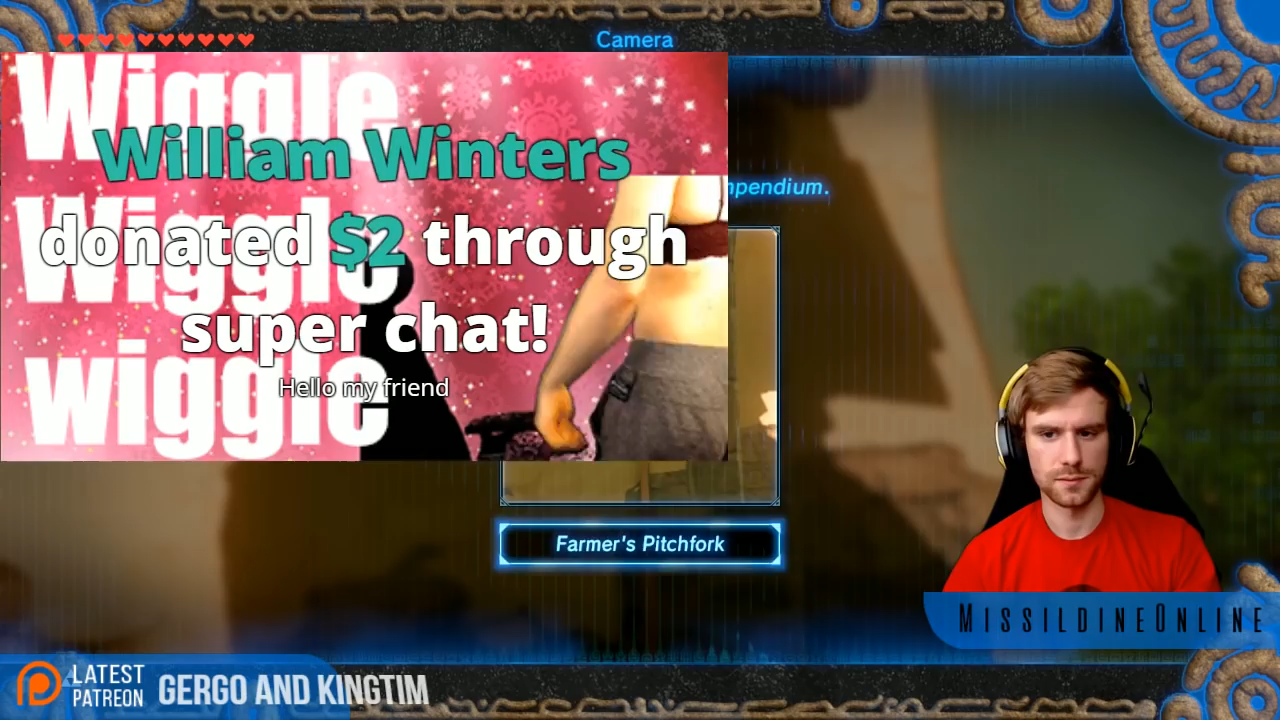 Camera
Wiggle
William Winters
mpendium.
Wiggle
donated $2 through
super chat!
wiggle
Hello my friend
Farmer's Pitchfork
MISSILDINEONLINE
LATEST
PATREON
GERGO AND KINGTIM